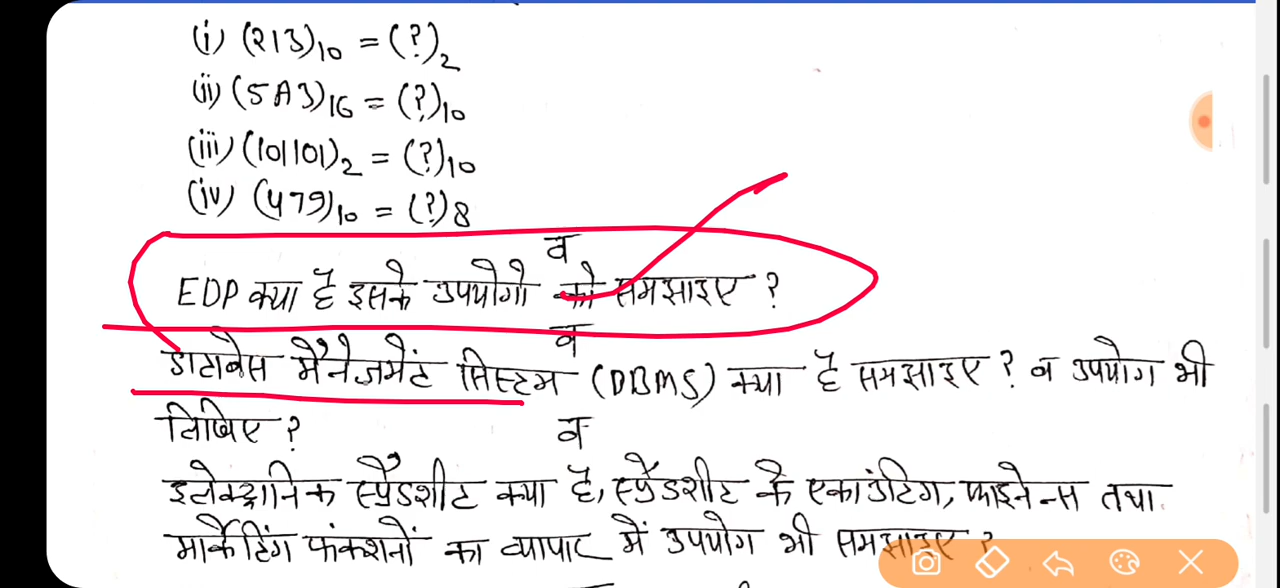 (i) (213)10 = (?)2
(ii) (5A3)16 = (?)10
(iii) (101101)2 = (?)10
(iv) (479)10 = (?)8
व
EDP क्या है इसके उपयोगो को समझाइए ?
व
डाटाबेस मैनेजमेंट सिस्टम (DBMS) क्या है समझाइए ? व उपयोग भी
लिखिए ?
व
इलेक्ट्रानिक स्प्रैडशीट क्या है, स्प्रैडशीट के एकाउंटिग, फाइनेन्स तथा
मार्केटिंग फंकशनों का व्यापार में उपयोग भी समझाइए ?